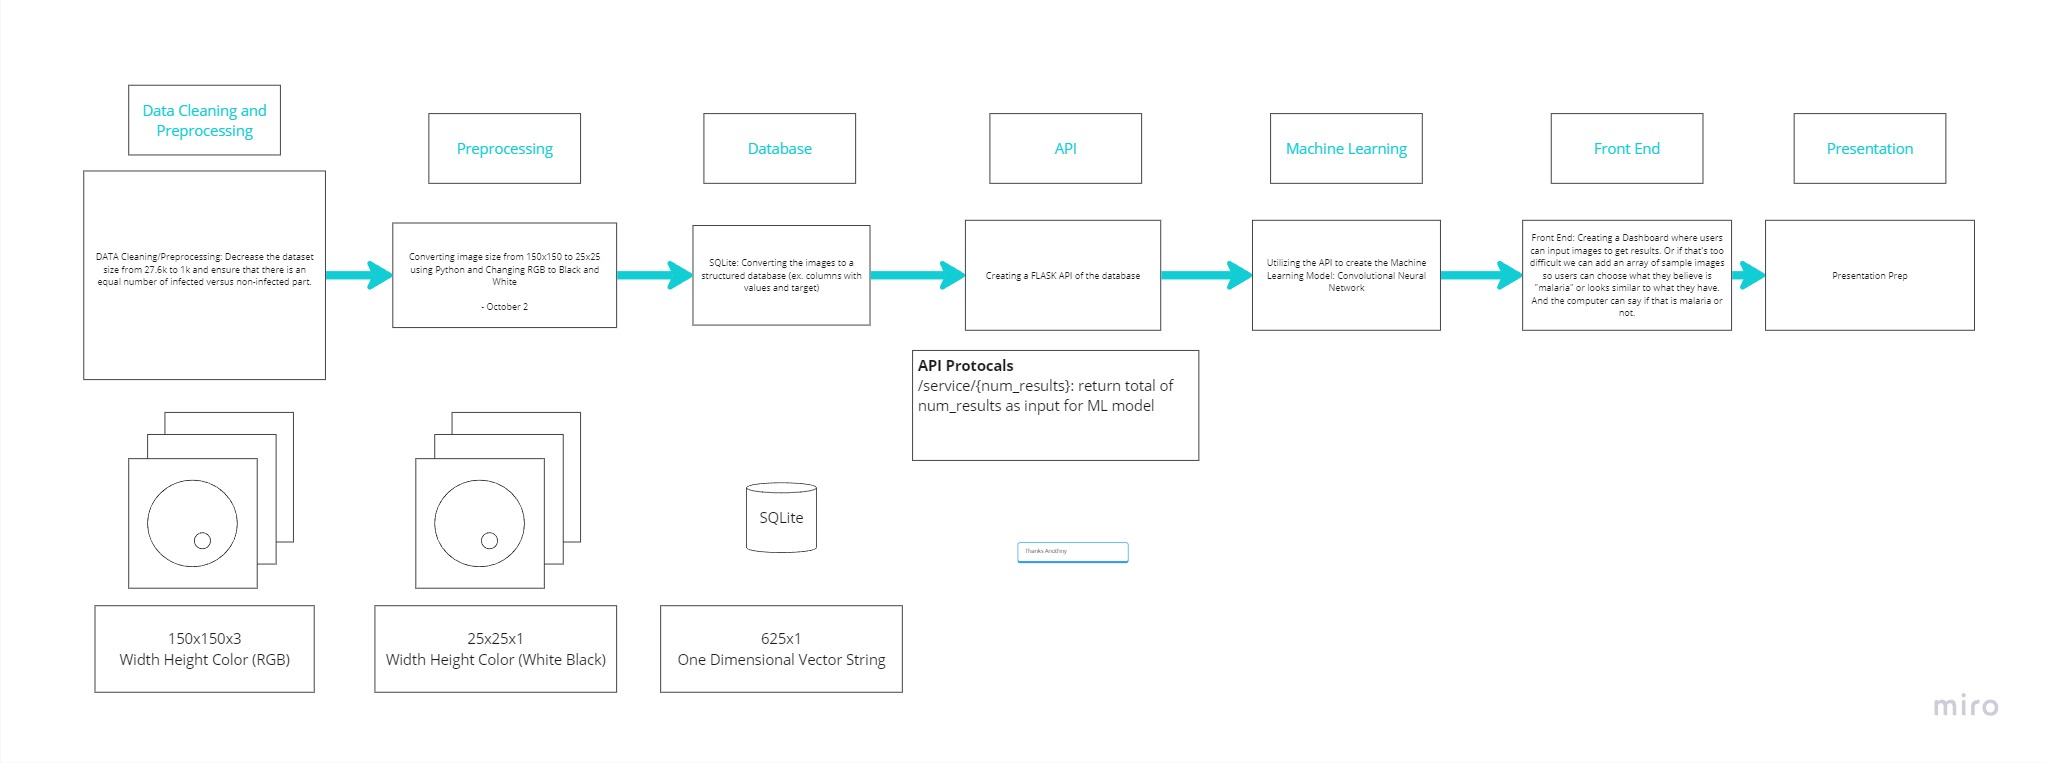 Data Cleaning and
Preprocessing
Preprocessing
Database
API
Machine Learning
Front End
Presentation
DATA Cleaning/Preprocessing: Decrease the dataset
size from 27.6k to 1k and ensure that there is an
equal number of infected versus non-infected part.
Converting image size from 150x150 to 25x25
using Python and Changing RGB to Black and
White
- October 2
SQLite: Converting the images to a
structured database (ex. columns with
values and target)
Creating a FLASK API of the database
Utilizing the API to create the Machine
Learning Model: Convolutional Neural
Network
Front End: Creating a Dashboard where users
can input images to get results. Or if that's too
difficult we can add an array of sample images
so users can choose what they believe is
"malaria" or looks similar to what they have.
And the computer can say if that is malaria or
not.
Presentation Prep
API Protocals
/service/{num_results}: return total of
num_results as input for ML model
SQLite
Thanks Anothny
150x150x3
Width Height Color (RGB)
25x25x1
Width Height Color (White Black)
625x1
One Dimensional Vector String
miro